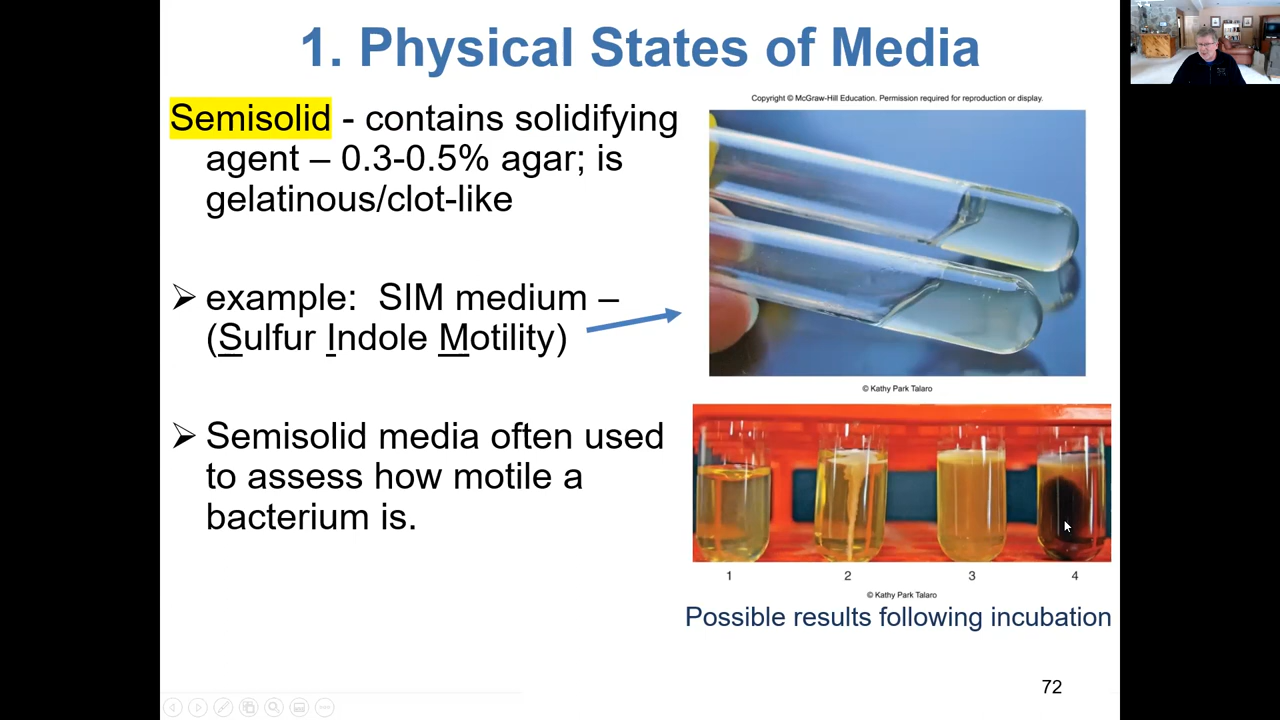 1. Physical States of Media
Semisolid - contains solidifying
agent – 0.3-0.5% agar; is
gelatinous/clot-like
➢ example: SIM medium –
(Sulfur Indole Motility)
➢ Semisolid media often used
to assess how motile a
bacterium is.
Copyright © McGraw-Hill Education. Permission required for reproduction or display.
© Kathy Park Talaro
1 2 3 4
© Kathy Park Talaro
Possible results following incubation
72